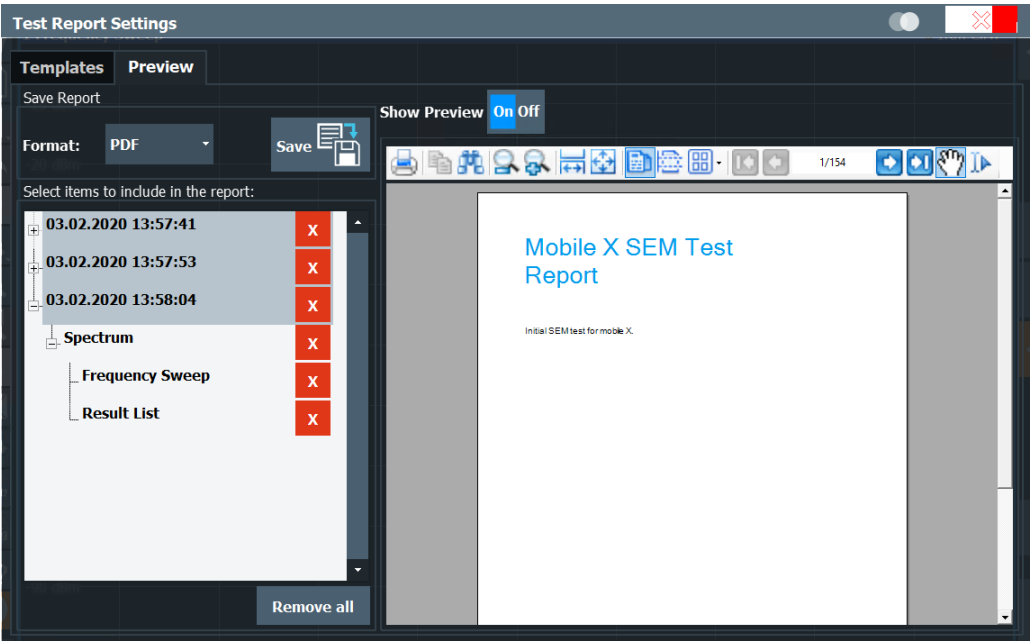 Test Report Settings
Templates
Preview
Save Report
Format:
PDF
Save
Show Preview
On Off
1/154
Select items to include in the report:
03.02.2020 13:57:41
X
03.02.2020 13:57:53
X
03.02.2020 13:58:04
X
Spectrum
X
Frequency Sweep
X
Result List
X
Remove all
Mobile X SEM Test
Report
Initial SEM test for mobile X.